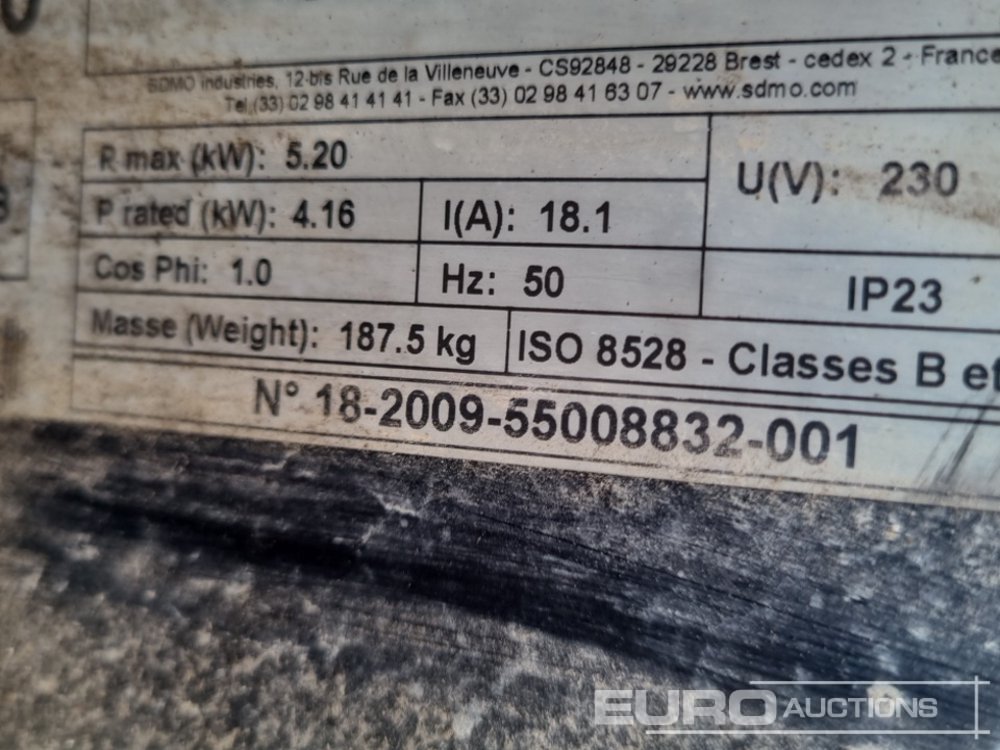 SDMO Industries, 12 bis Rue de la Villeneuve - CS92848 - 29228 Brest - cedex 2 - France
Tel.(33) 02 98 41 41 41 - Fax (33) 02 98 41 63 07 - www.sdmo.com
P max (kW): 5.20
U(V): 230
P rated (kW): 4.16
I(A): 18.1
Cos Phi: 1.0
Hz: 50
IP23
Masse (Weight): 187.5 kg
ISO 8528 - Classes B et
N° 18-2009-55008832-001
EURO AUCTIONS